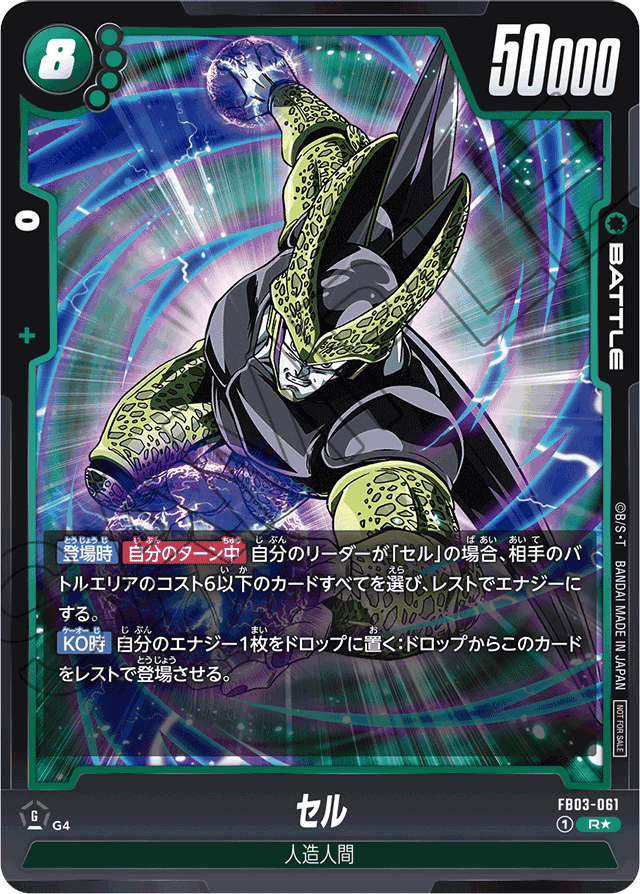 8
50000
0
+
BATTLE
登場時 自分のターン中 自分のリーダーが「セル」の場合、相手のバ
トルエリアのコスト6以下のカードすべてを選び、レストでエナジーに
する。
KO時 自分のエナジー1枚をドロップに置く:ドロップからこのカード
をレストで登場させる。
©B/S・T BANDAI MADE IN JAPAN
NOT FOR SALE
G G4
セル
FB03-061
1 R★
人造人間